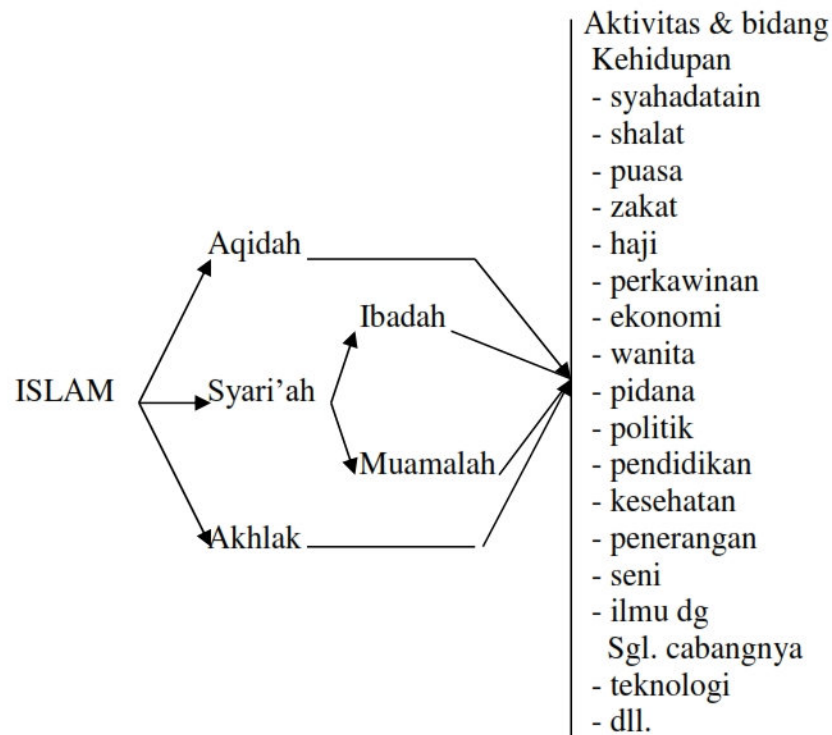 ISLAM
Aqidah
Syari’ah
Akhlak
Ibadah
Muamalah
Aktivitas & bidang
Kehidupan
- syahadatain
- shalat
- puasa
- zakat
- haji
- perkawinan
- ekonomi
- wanita
- pidana
- politik
- pendidikan
- kesehatan
- penerangan
- seni
- ilmu dg
Sgl. cabangnya
- teknologi
- dll.